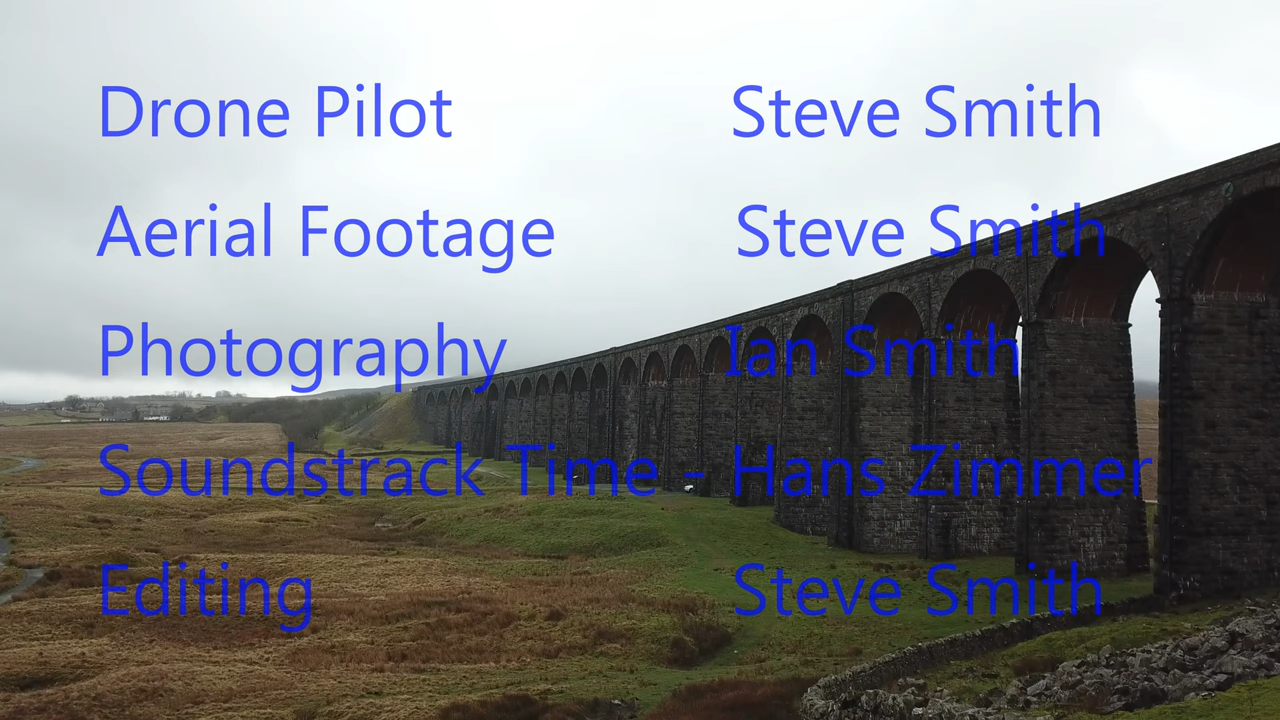 Drone Pilot Steve Smith
Aerial Footage Steve Smith
Photography Ian Smith
Soundstrack Time - Hans Zimmer
Editing Steve Smith